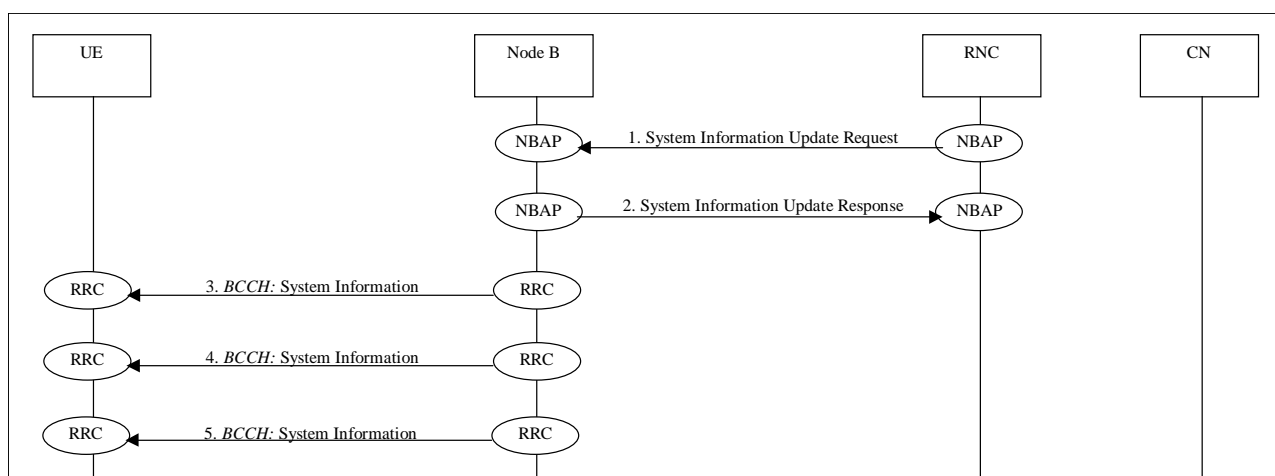 UE Node B RNC CN
NBAP 1. System Information Update Request NBAP
NBAP 2. System Information Update Response NBAP
RRC 3. BCCH: System Information RRC
RRC 4. BCCH: System Information RRC
RRC 5. BCCH: System Information RRC